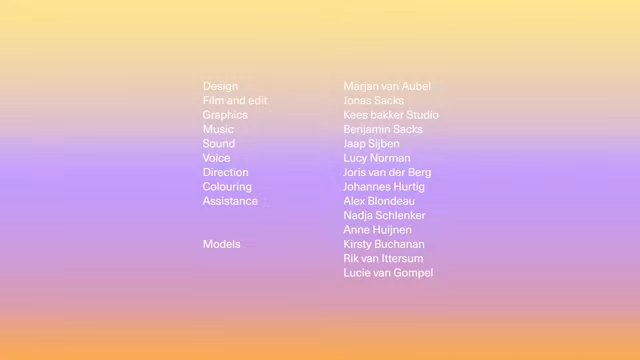 Design Marjan van Aubel
Film and edit Jonas Sacks
Graphics Kees bakker Studio
Music Benjamin Sacks
Sound Jaap Sijben
Voice Lucy Norman
Direction Joris van der Berg
Colouring Johannes Hurtig
Assistance Alex Blondeau
Nadja Schlenker
Anne Huijnen
Models Kirsty Buchanan
Rik van Ittersum
Lucie van Gompel